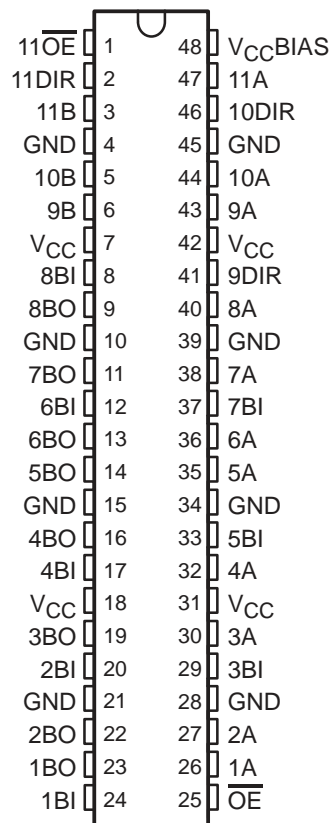 11O̅E̅ 1 48 VCCBIAS
11DIR 2 47 11A
11B 3 46 10DIR
GND 4 45 GND
10B 5 44 10A
9B 6 43 9A
VCC 7 42 VCC
8BI 8 41 9DIR
8BO 9 40 8A
GND 10 39 GND
7BO 11 38 7A
6BI 12 37 7BI
6BO 13 36 6A
5BO 14 35 5A
GND 15 34 GND
4BO 16 33 5BI
4BI 17 32 4A
VCC 18 31 VCC
3BO 19 30 3A
2BI 20 29 3BI
GND 21 28 GND
2BO 22 27 2A
1BO 23 26 1A
1BI 24 25 O̅E̅